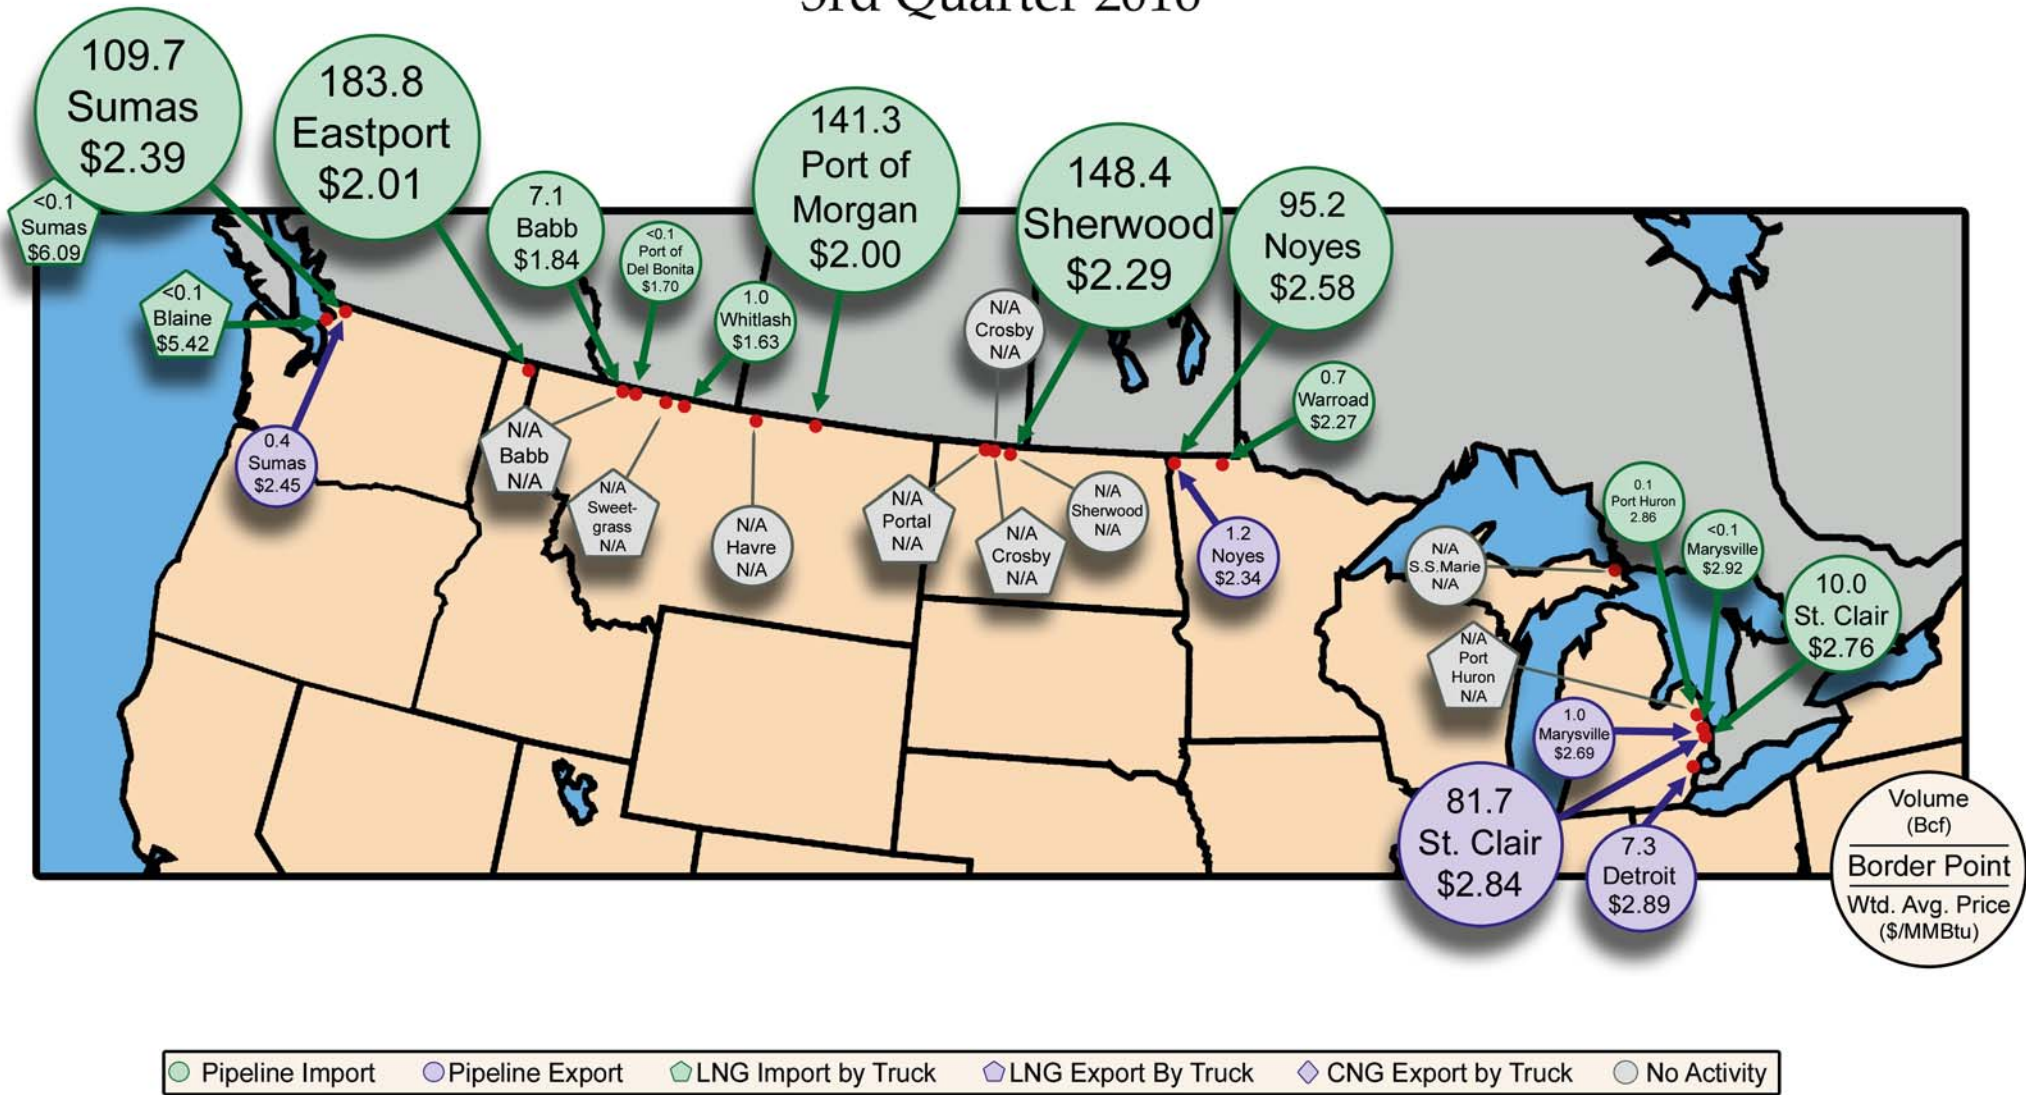 3rd Quarter 2016
109.7
Sumas
$2.39
183.8
Eastport
$2.01
<0.1
Sumas
$6.09
<0.1
Blaine
$5.42
0.4
Sumas
$2.45
7.1
Babb
$1.84
<0.1
Port of
Del Bonita
$1.70
1.0
Whitlash
$1.63
141.3
Port of
Morgan
$2.00
N/A
Crosby
N/A
148.4
Sherwood
$2.29
95.2
Noyes
$2.58
0.7
Warroad
$2.27
N/A
Babb
N/A
N/A
Sweet-
grass
N/A
N/A
Havre
N/A
N/A
Portal
N/A
N/A
Crosby
N/A
N/A
Sherwood
N/A
1.2
Noyes
$2.34
N/A
S.S.Marie
N/A
0.1
Port Huron
2.86
<0.1
Marysville
$2.92
10.0
St. Clair
$2.76
N/A
Port
Huron
N/A
1.0
Marysville
$2.69
81.7
St. Clair
$2.84
7.3
Detroit
$2.89
Volume
(Bcf)
Border Point
Wtd. Avg. Price
($/MMBtu)
Pipeline Import
Pipeline Export
LNG Import by Truck
LNG Export By Truck
CNG Export by Truck
No Activity